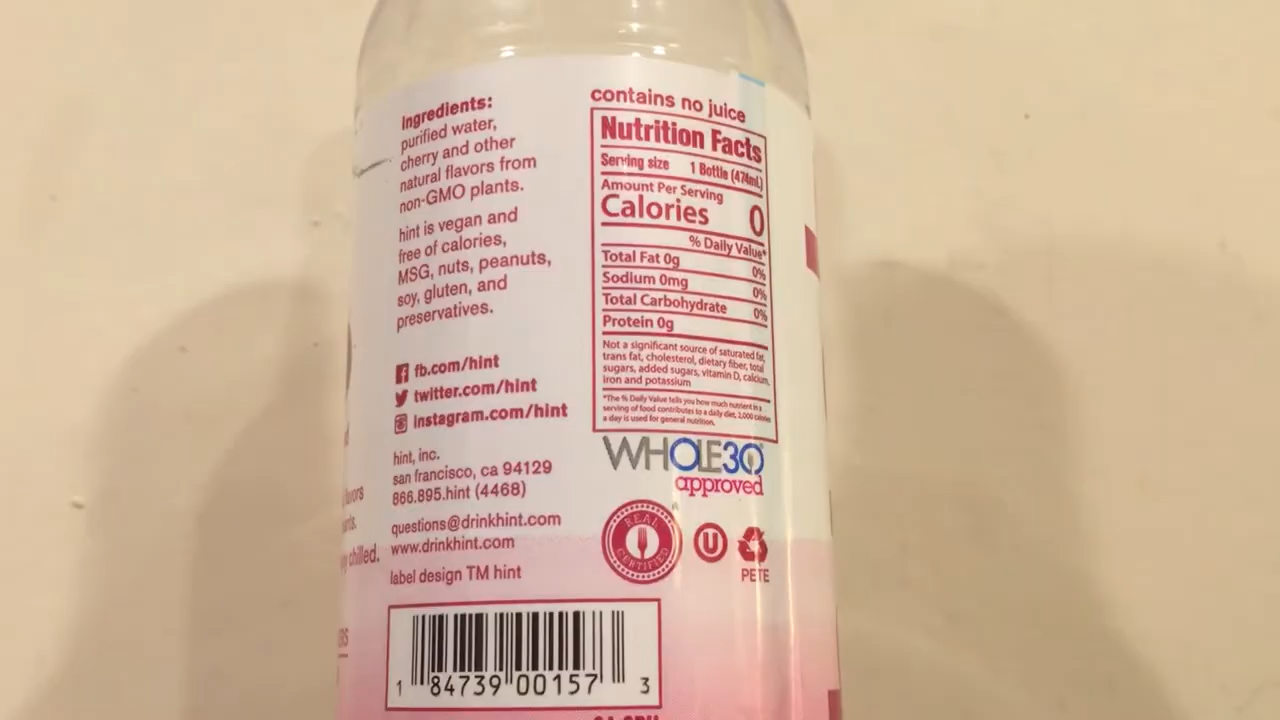 Ingredients:
purified water,
cherry and other
natural flavors from
non-GMO plants.
hint is vegan and
free of calories,
MSG, nuts, peanuts,
soy, gluten, and
preservatives.
fb.com/hint
twitter.com/hint
instagram.com/hint
hint, inc.
san francisco, ca 94129
866.895.hint (4468)
questions@drinkhint.com
www.drinkhint.com
label design TM hint
1 84739 00157 3
contains no juice
Nutrition Facts
Serving size 1 Bottle (474mL)
Amount Per Serving
Calories 0
% Daily Value*
Total Fat 0g 0%
Sodium 0mg 0%
Total Carbohydrate 0%
Protein 0g
Not a significant source of saturated fat,
trans fat, cholesterol, dietary fiber, total
sugars, added sugars, vitamin D, calcium,
iron and potassium
*The % Daily Value tells you how much nutrient in a
serving of food contributes to a daily diet, 2,000 calories
a day is used for general nutrition.
WHOLE30®
approved
REAL
CERTIFIED
®
U
PETE
chilled.